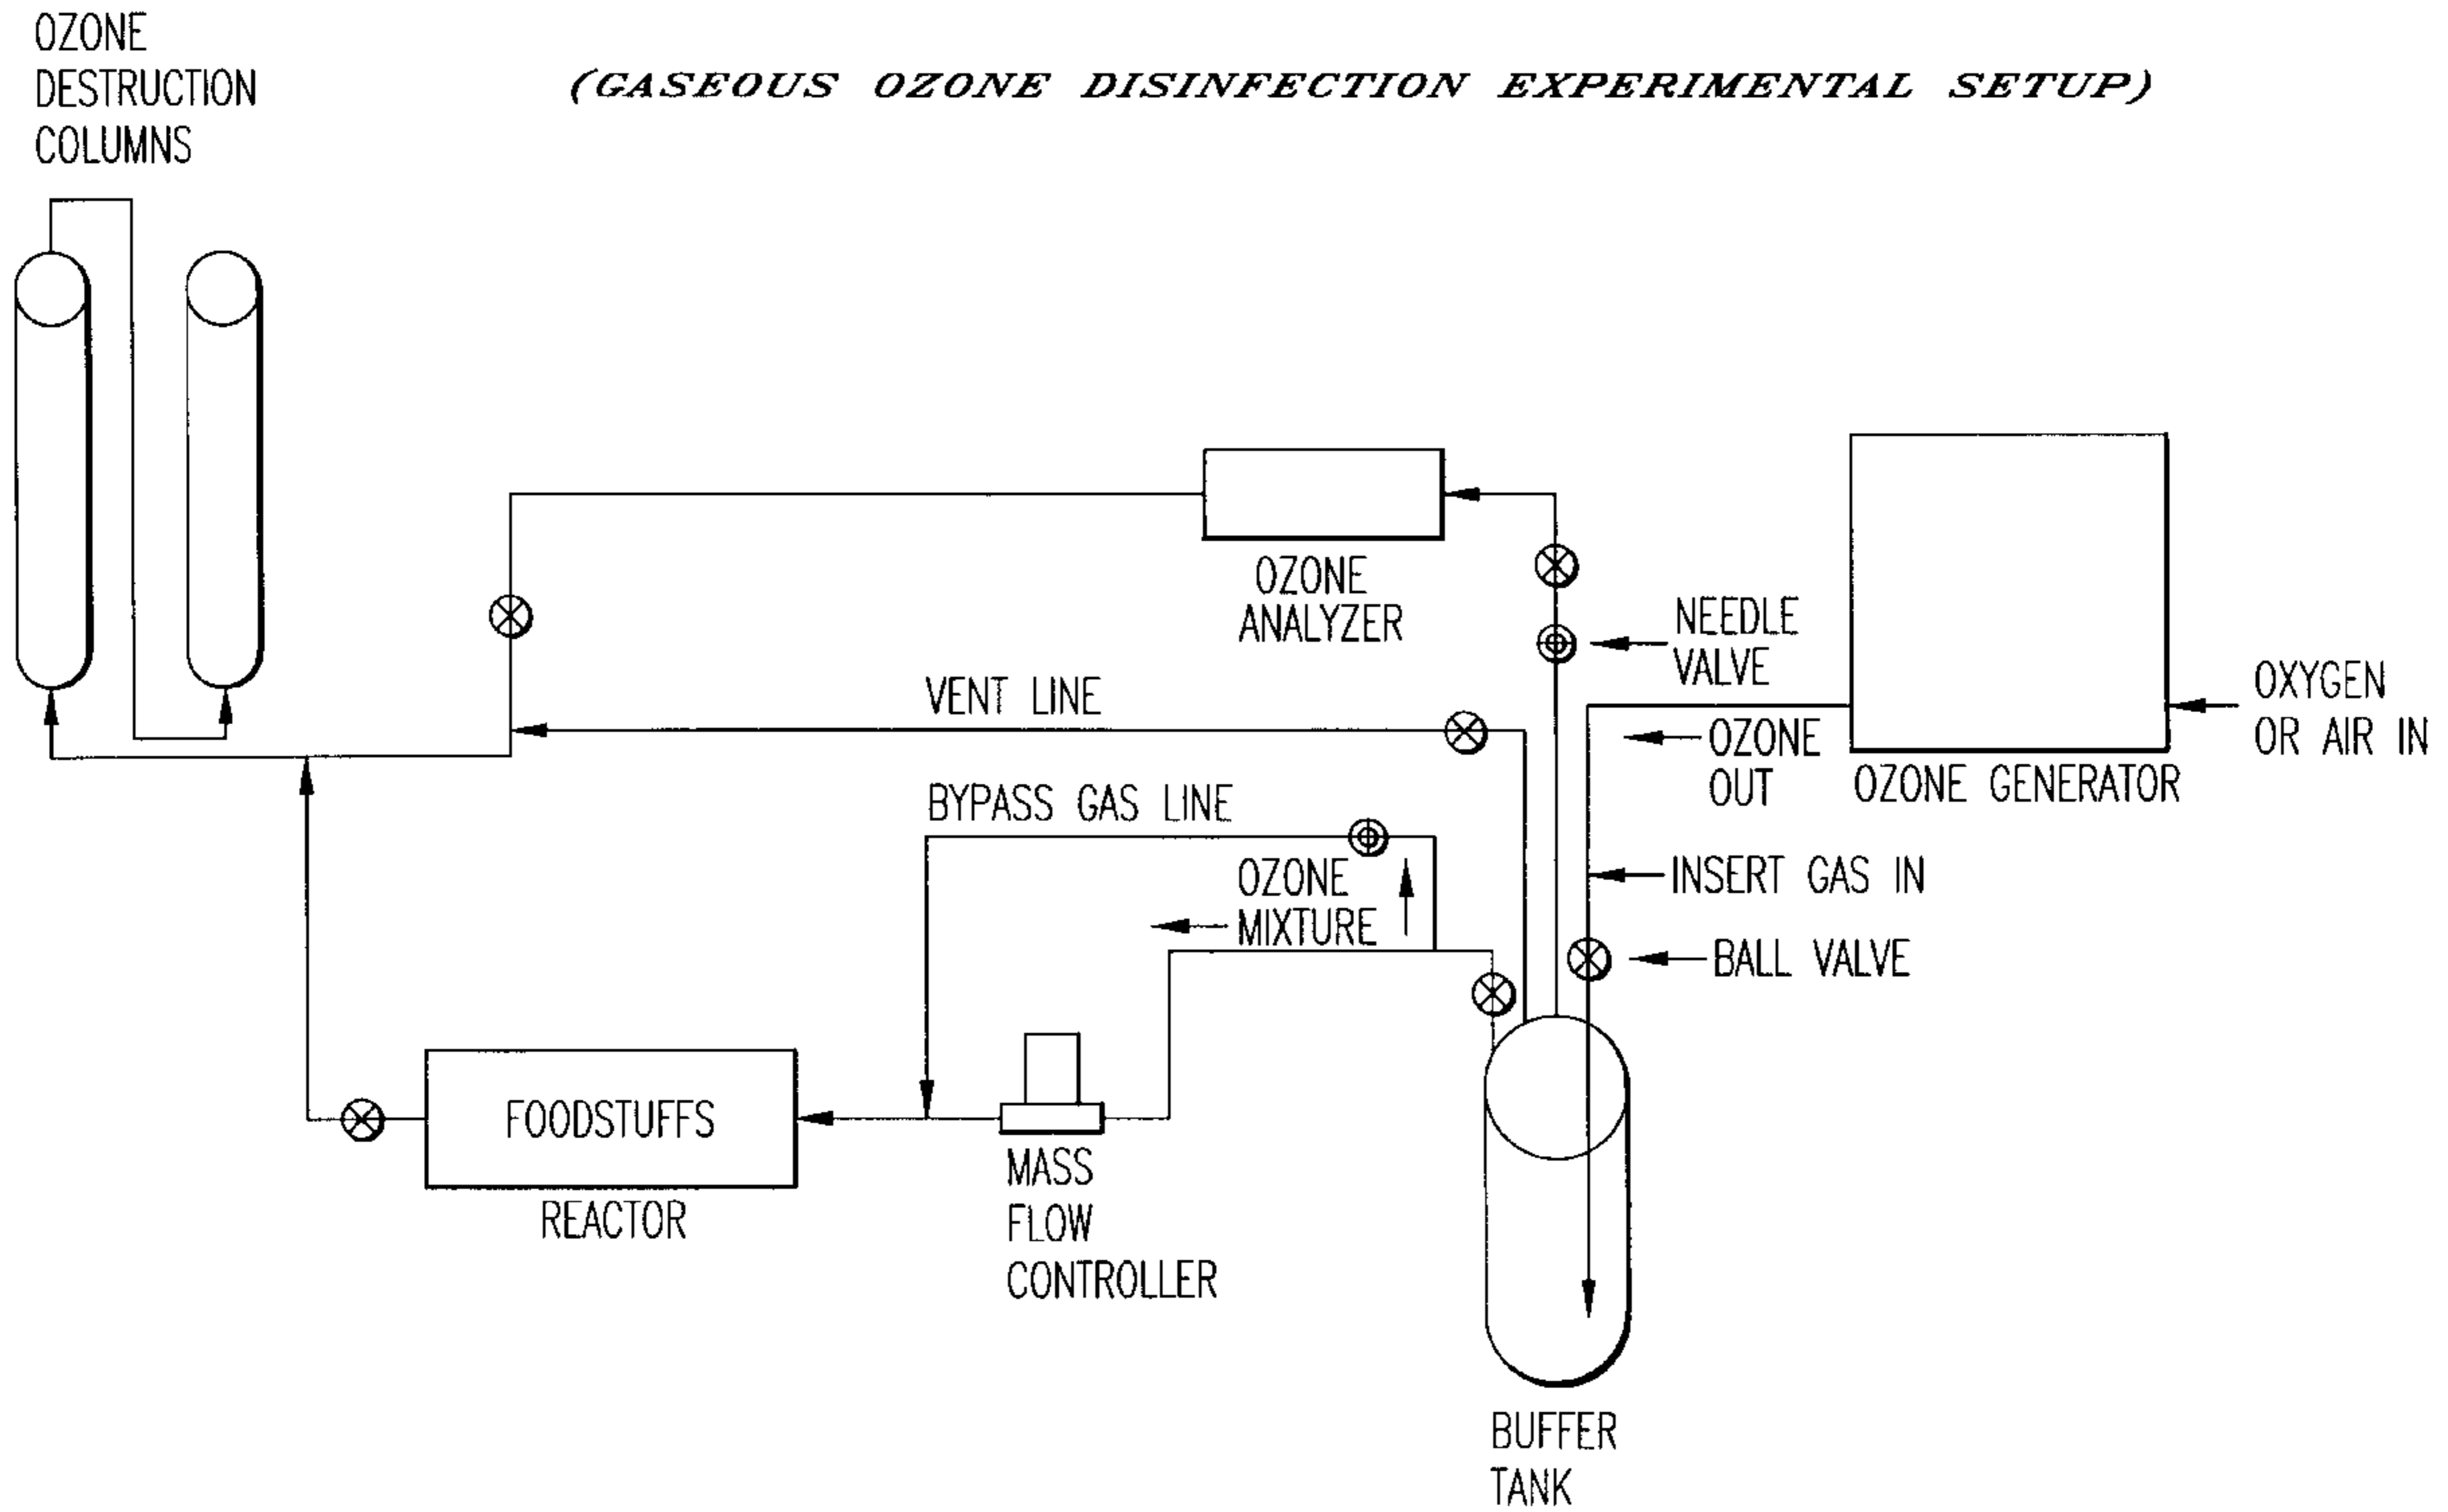 OZONE
DESTRUCTION
COLUMNS
(GASEOUS OZONE DISINFECTION EXPERIMENTAL SETUP)
OZONE
ANALYZER
NEEDLE
VALVE
OXYGEN
OR AIR IN
VENT LINE
OZONE
OUT
OZONE GENERATOR
BYPASS GAS LINE
OZONE
MIXTURE
INSERT GAS IN
BALL VALVE
FOODSTUFFS
REACTOR
MASS
FLOW
CONTROLLER
BUFFER
TANK